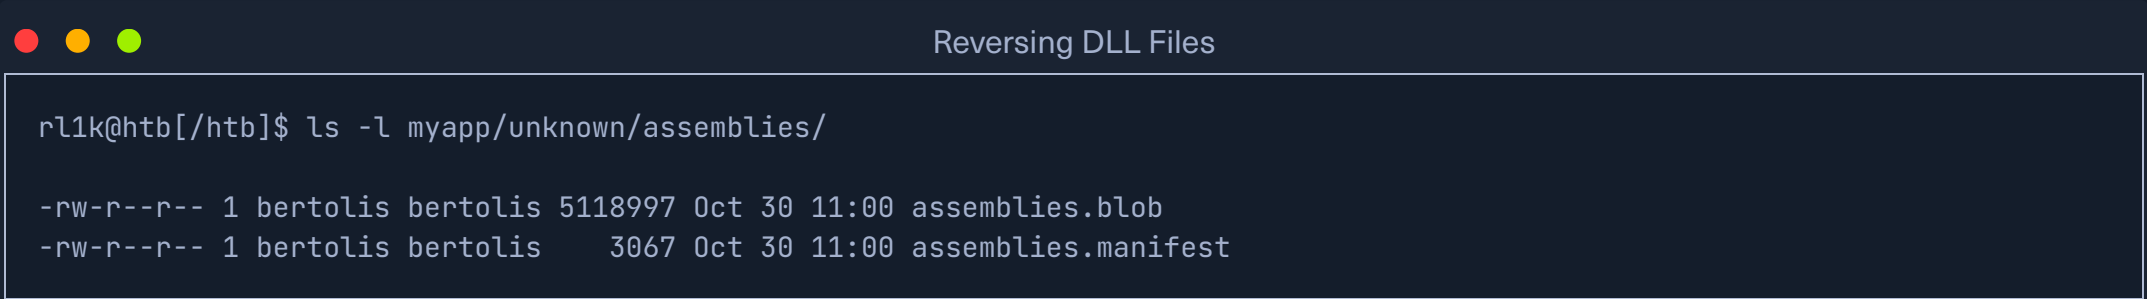 Reversing DLL Files
rl1k@htb[/htb]$ ls -l myapp/unknown/assemblies/
-rw-r--r-- 1 bertolis bertolis 5118997 Oct 30 11:00 assemblies.blob
-rw-r--r-- 1 bertolis bertolis    3067 Oct 30 11:00 assemblies.manifest